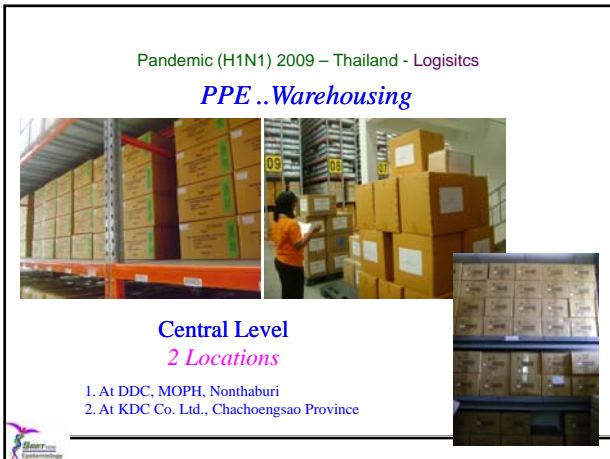 Pandemic (H1N1) 2009 – Thailand - Logisitcs
PPE ..Warehousing
09
08
07
Central Level
2 Locations
1. At DDC, MOPH, Nonthaburi
2. At KDC Co. Ltd., Chachoengsao Province
Epidemiology